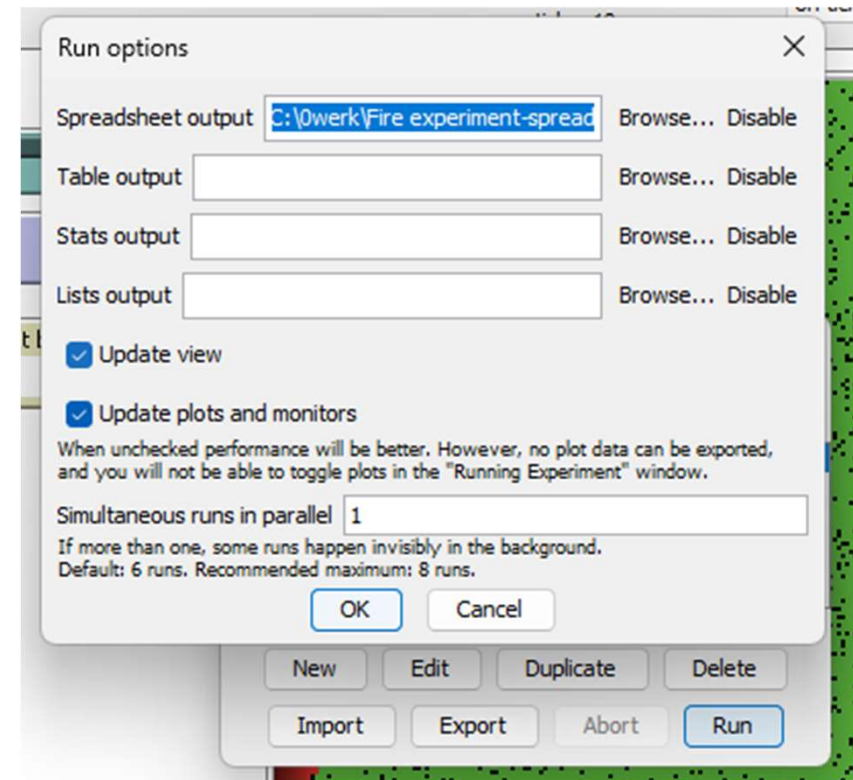 Run options
Spreadsheet output C:\0werk\Fire experiment-spread Browse... Disable
Table output Browse... Disable
Stats output Browse... Disable
Lists output Browse... Disable
Update view
Update plots and monitors
When unchecked performance will be better. However, no plot data can be exported,
and you will not be able to toggle plots in the "Running Experiment" window.
Simultaneous runs in parallel 1
If more than one, some runs happen invisibly in the background.
Default: 6 runs. Recommended maximum: 8 runs.
OK Cancel
New Edit Duplicate Delete
Import Export Abort Run